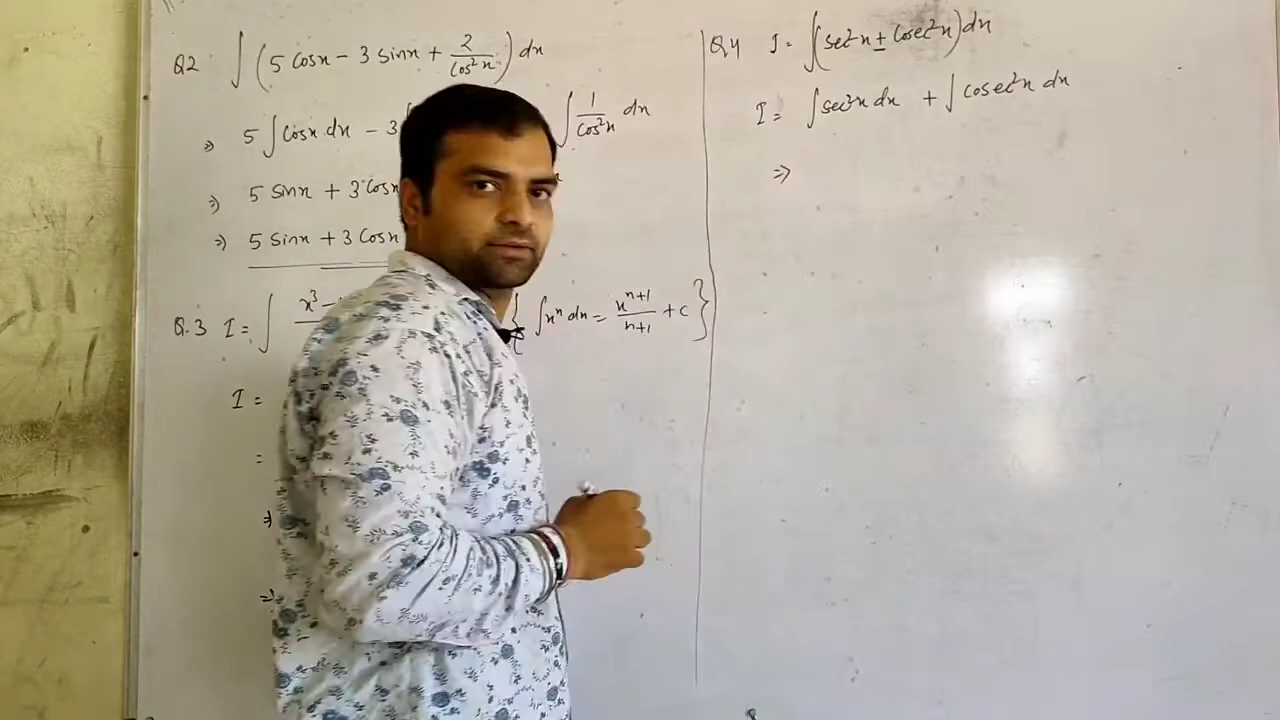 Q2 ∫ (5 cosx - 3 sinx + 2/cos²x) dx
⇒ 5 ∫ cosx dx - 3 ∫ 1/cos²x dx
⇒ 5 sinx + 3 cosx
⇒ 5 sinx + 3 cosx
Q.3 I = ∫ x³ - { ∫ xⁿ dx = xⁿ⁺¹/n+1 + c }
I =
=
⇒
⇒
Q4 I = ∫(sec²x ± cosec²x)dx
I = ∫ sec²x dx + ∫ cosec²x dx
⇒